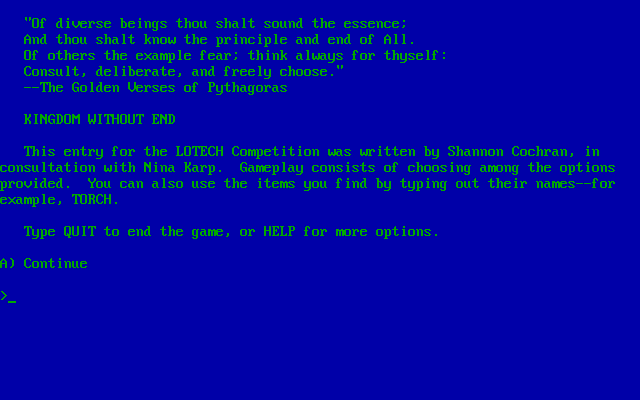 "Of diverse beings thou shalt sound the essence;
And thou shalt know the principle and end of All.
Of others the example fear; think always for thyself:
Consult, deliberate, and freely choose."
--The Golden Verses of Pythagoras
KINGDOM WITHOUT END
This entry for the LOTECH Competition was written by Shannon Cochran, in
consultation with Nina Karp.  Gameplay consists of choosing among the options
provided.  You can also use the items you find by typing out their names--for
example, TORCH.
Type QUIT to end the game, or HELP for more options.
A) Continue
>_